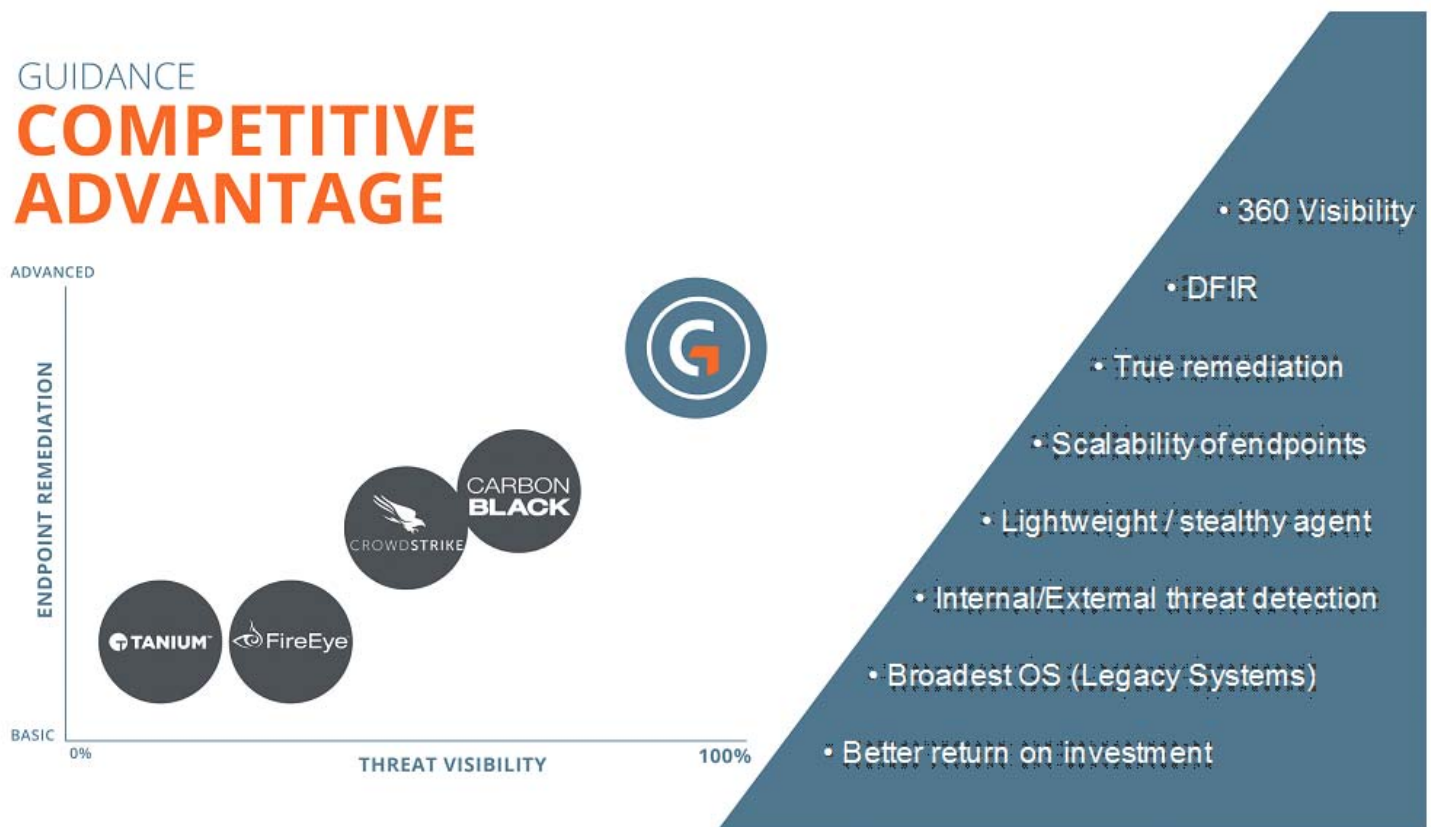 GUIDANCE
COMPETITIVE
ADVANTAGE
ADVANCED
ENDPOINT REMEDIATION
BASIC
0%
THREAT VISIBILITY
100%
TANIUM™
FireEye
CROWDSTRIKE
CARBON
BLACK
G
• 360 Visibility
• DFIR
• True remediation
• Scalability of endpoints
• Lightweight / stealthy agent
• Internal/External threat detection
• Broadest OS (Legacy Systems)
• Better return on investment